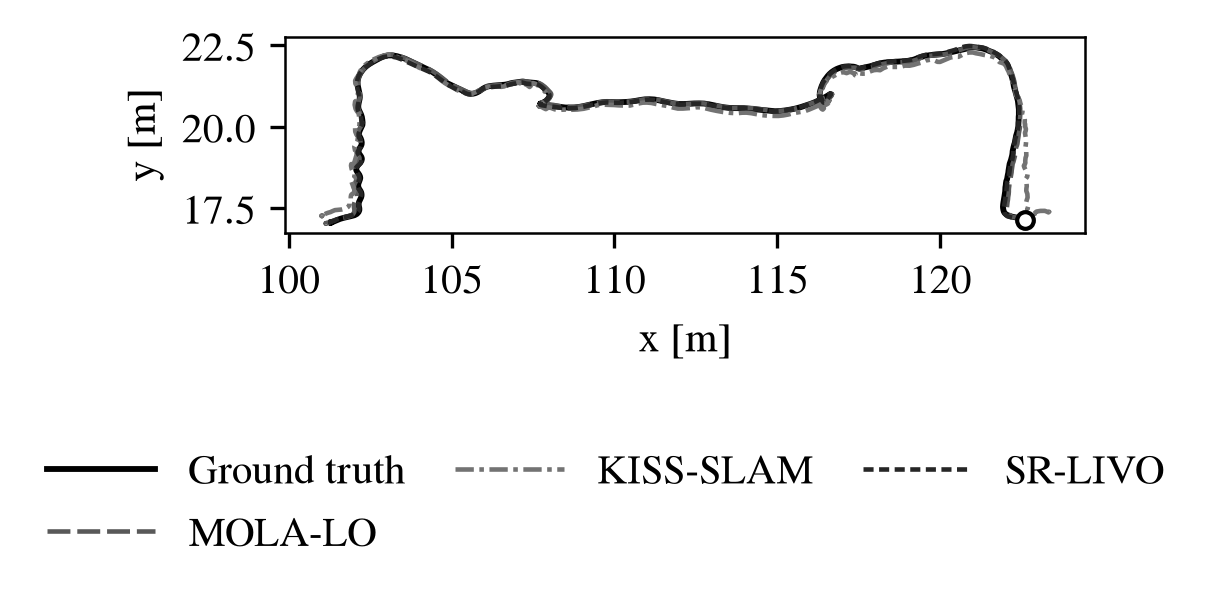 22.5
20.0
17.5
y [m]
100 105 110 115 120
x [m]
Ground truth KISS-SLAM SR-LIVO
MOLA-LO